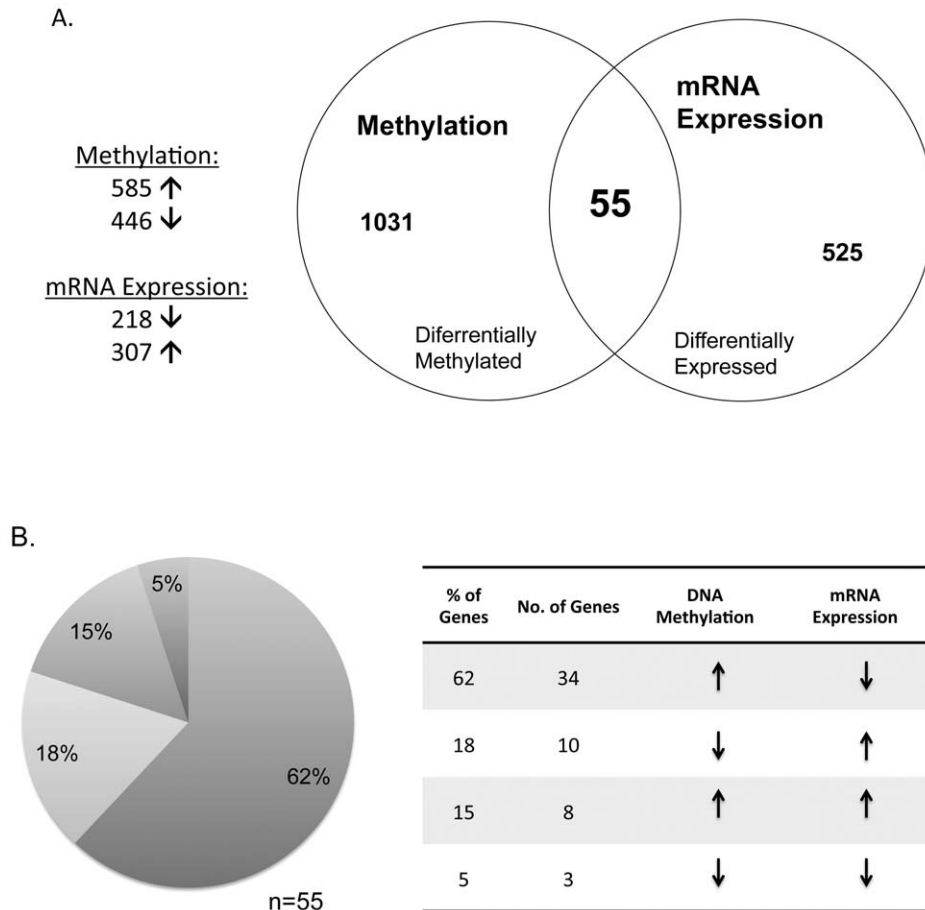 A.
Methylation:
585 ↑
446 ↓
mRNA Expression:
218 ↓
307 ↑
Methylation
1031
Diferrentially
Methylated
55
mRNA
Expression
525
Differentially
Expressed
B.
5%
15%
18%
62%
n=55
% of Genes No. of Genes DNA Methylation mRNA Expression
62 34 ↑ ↓
18 10 ↓ ↑
15 8 ↑ ↑
5 3 ↓ ↓